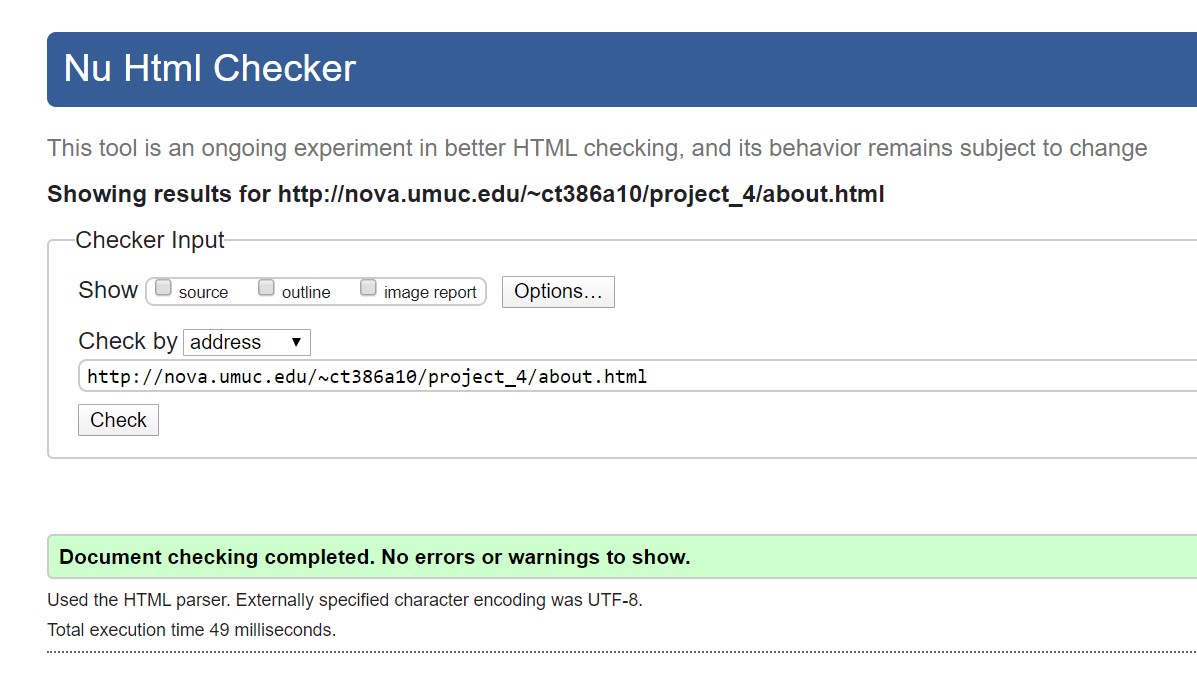 Nu Html Checker
This tool is an ongoing experiment in better HTML checking, and its behavior remains subject to change
Showing results for http://nova.umuc.edu/~ct386a10/project_4/about.html
Checker Input
Show source outline image report Options...
Check by address
http://nova.umuc.edu/~ct386a10/project_4/about.html
Check
Document checking completed. No errors or warnings to show.
Used the HTML parser. Externally specified character encoding was UTF-8.
Total execution time 49 milliseconds.